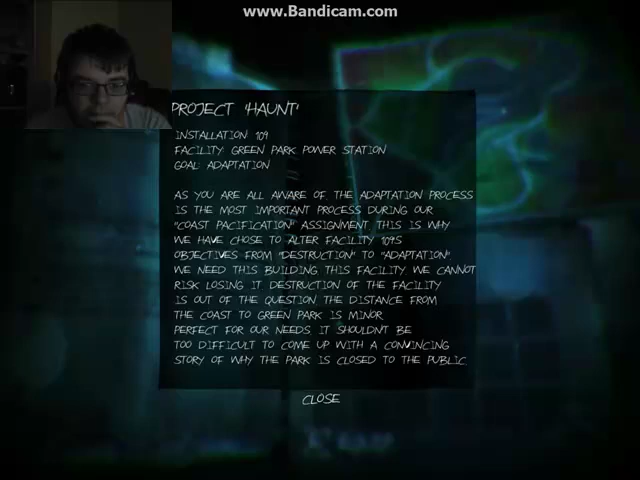 www.Bandicam.com
PROJECT 'HAUNT'
INSTALLATION 109
FACILITY: GREEN PARK POWER STATION
GOAL: ADAPTATION
AS YOU ARE ALL AWARE OF, THE ADAPTATION PROCESS
IS THE MOST IMPORTANT PROCESS DURING OUR
"COAST PACIFICATION" ASSIGNMENT. THIS IS WHY
WE HAVE CHOSE TO ALTER FACILITY 109'S
OBJECTIVES FROM "DESTRUCTION" TO "ADAPTATION".
WE NEED THIS BUILDING, THIS FACILITY. WE CANNOT
RISK LOSING IT. DESTRUCTION OF THE FACILITY
IS OUT OF THE QUESTION. THE DISTANCE FROM
THE COAST TO GREEN PARK IS MINOR.
PERFECT FOR OUR NEEDS. IT SHOULDN'T BE
TOO DIFFICULT TO COME UP WITH A CONVINCING
STORY OF WHY THE PARK IS CLOSED TO THE PUBLIC.
CLOSE